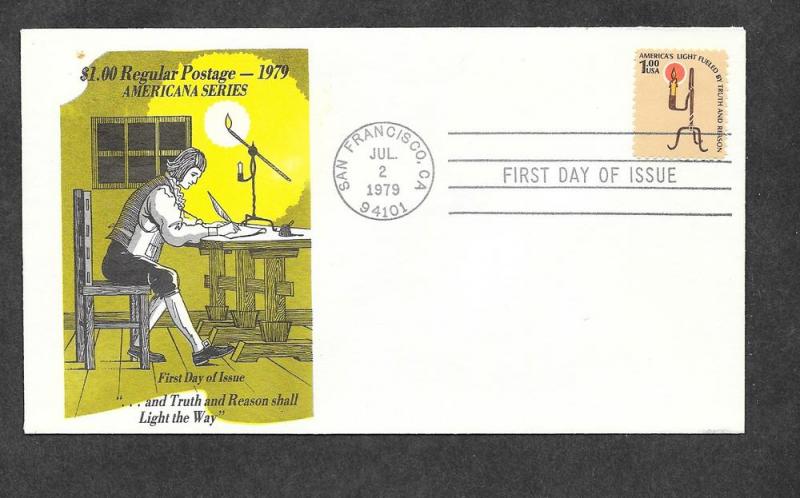 $1.00 Regular Postage — 1979
AMERICANA SERIES
First Day of Issue
“. . . and Truth and Reason shall
Light the Way”
SAN FRANCISCO, CA
JUL.
2
1979
94101
FIRST DAY OF ISSUE
AMERICA'S LIGHT FUELED BY TRUTH AND REASON
1.00
USA